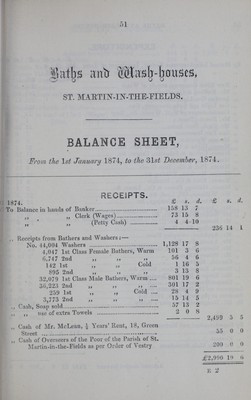 51
Baths and Wash-houses,
ST. MARTIN-IN-THE-FIELDS.
BALANCE SHEET,
From the 1st January 1874, to the 31st December, 1874.
RECEIPTS.
1874. £ s. d. £ s. d.
To Balance in hands of Banker 158 13 7
„ „ Clerk (Wages) 73 15 8
„ „ (Petty Cash) 4 4 10
236 14 1
„ Receipts from Bathers and Washers:—
No. 44,004 Washers 1,128 17 8
4,047 1st Class Female Bathers, Warm 101 3 6
6,747 2nd „ „ „ 56 4 6
142 1st „ „ Cold 1 16 5
895 2nd „ „ „ 3 13 8
32,079 1st Class Male Bathers, Warm 801 19 6
36,223 2nd „ „ „ 301 17 2
259 1st „ „ Cold 28 4 9
3,773 2nd „ „ „ 15 14 5
„ Cash, Soap sold 57 13 2
„ „ use of extra Towels 2 0 8
2,499 5 5
„ Cash of Mr. McLean, ½ Years' Rent, 18, Green
Street 55 0 0
„ Cash of Overseers of the Poor of the Parish of St.
Martin-in-the-Fields as per Order of Vestry 200 0 0
£2,990 19 6
E 2